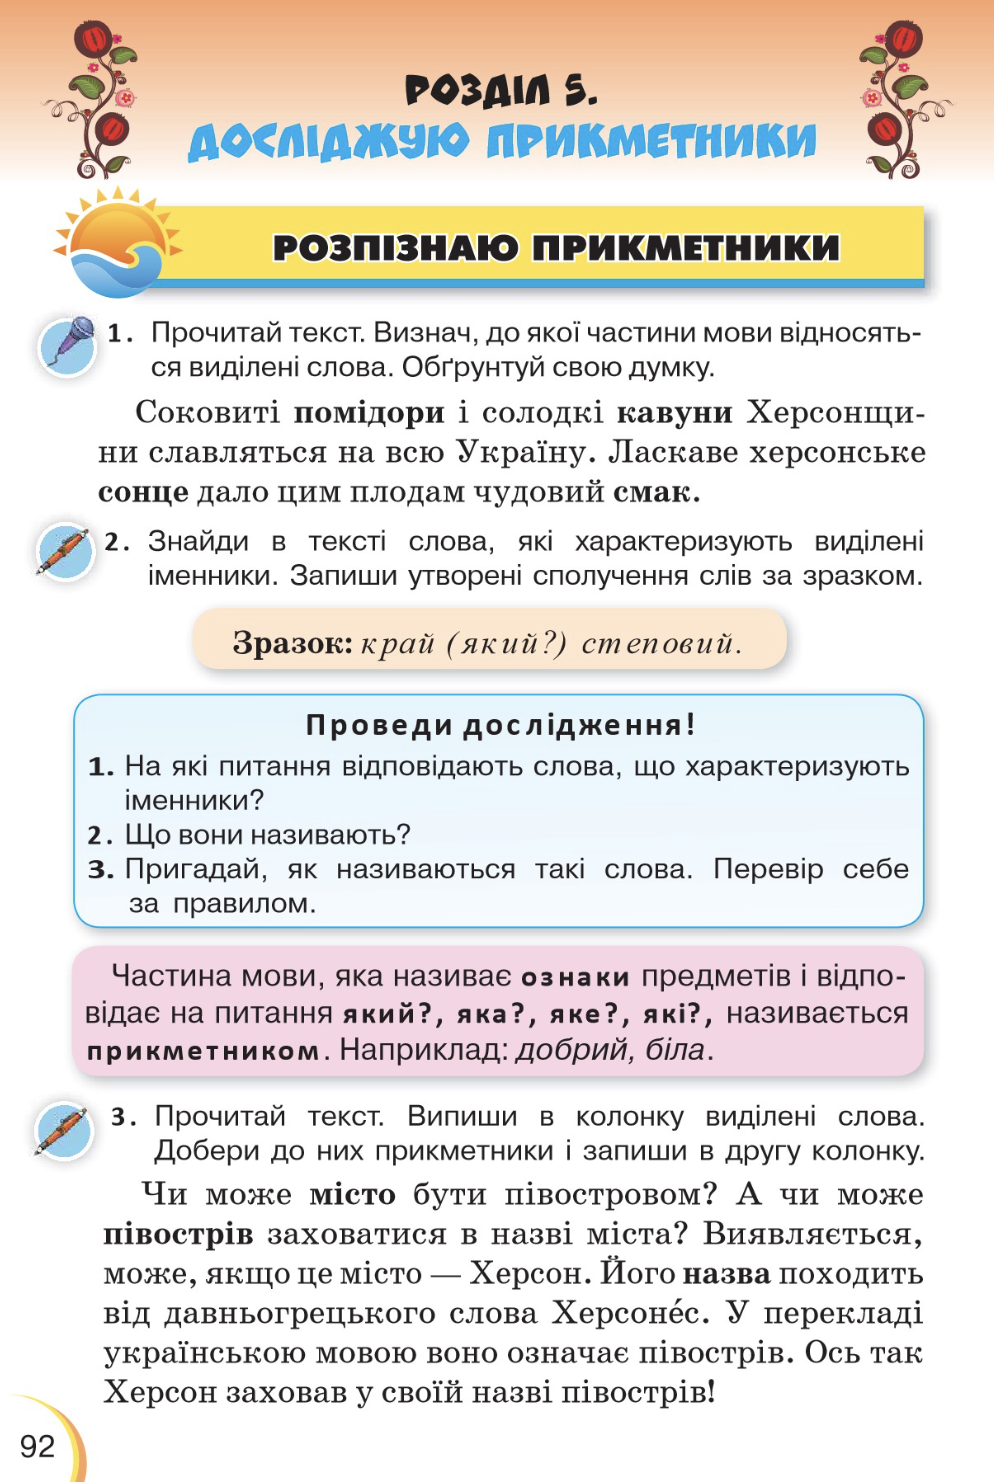 РОЗДІЛ 5.
ДОСЛІДЖУЮ ПРИКМЕТНИКИ
РОЗПІЗНАЮ ПРИКМЕТНИКИ
1. Прочитай текст. Визнач, до якої частини мови відносять-
ся виділені слова. Обґрунтуй свою думку.
Соковиті помідори і солодкі кавуни Херсонщи-
ни славляться на всю Україну. Ласкаве херсонське
сонце дало цим плодам чудовий смак.
2. Знайди в тексті слова, які характеризують виділені
іменники. Запиши утворені сполучення слів за зразком.
Зразок: край (який?) степовий.
Проведи дослідження!
1. На які питання відповідають слова, що характеризують
іменники?
2. Що вони називають?
3. Пригадай, як називаються такі слова. Перевір себе
за правилом.
Частина мови, яка називає ознаки предметів і відпо-
відає на питання який?, яка?, яке?, які?, називається
прикметником. Наприклад: добрий, біла.
3. Прочитай текст. Випиши в колонку виділені слова.
Добери до них прикметники і запиши в другу колонку.
Чи може місто бути півостровом? А чи може
півострів заховатися в назві міста? Виявляється,
може, якщо це місто — Херсон. Його назва походить
від давньогрецького слова Херсоне́с. У перекладі
українською мовою воно означає півострів. Ось так
Херсон заховав у своїй назві півострів!
92